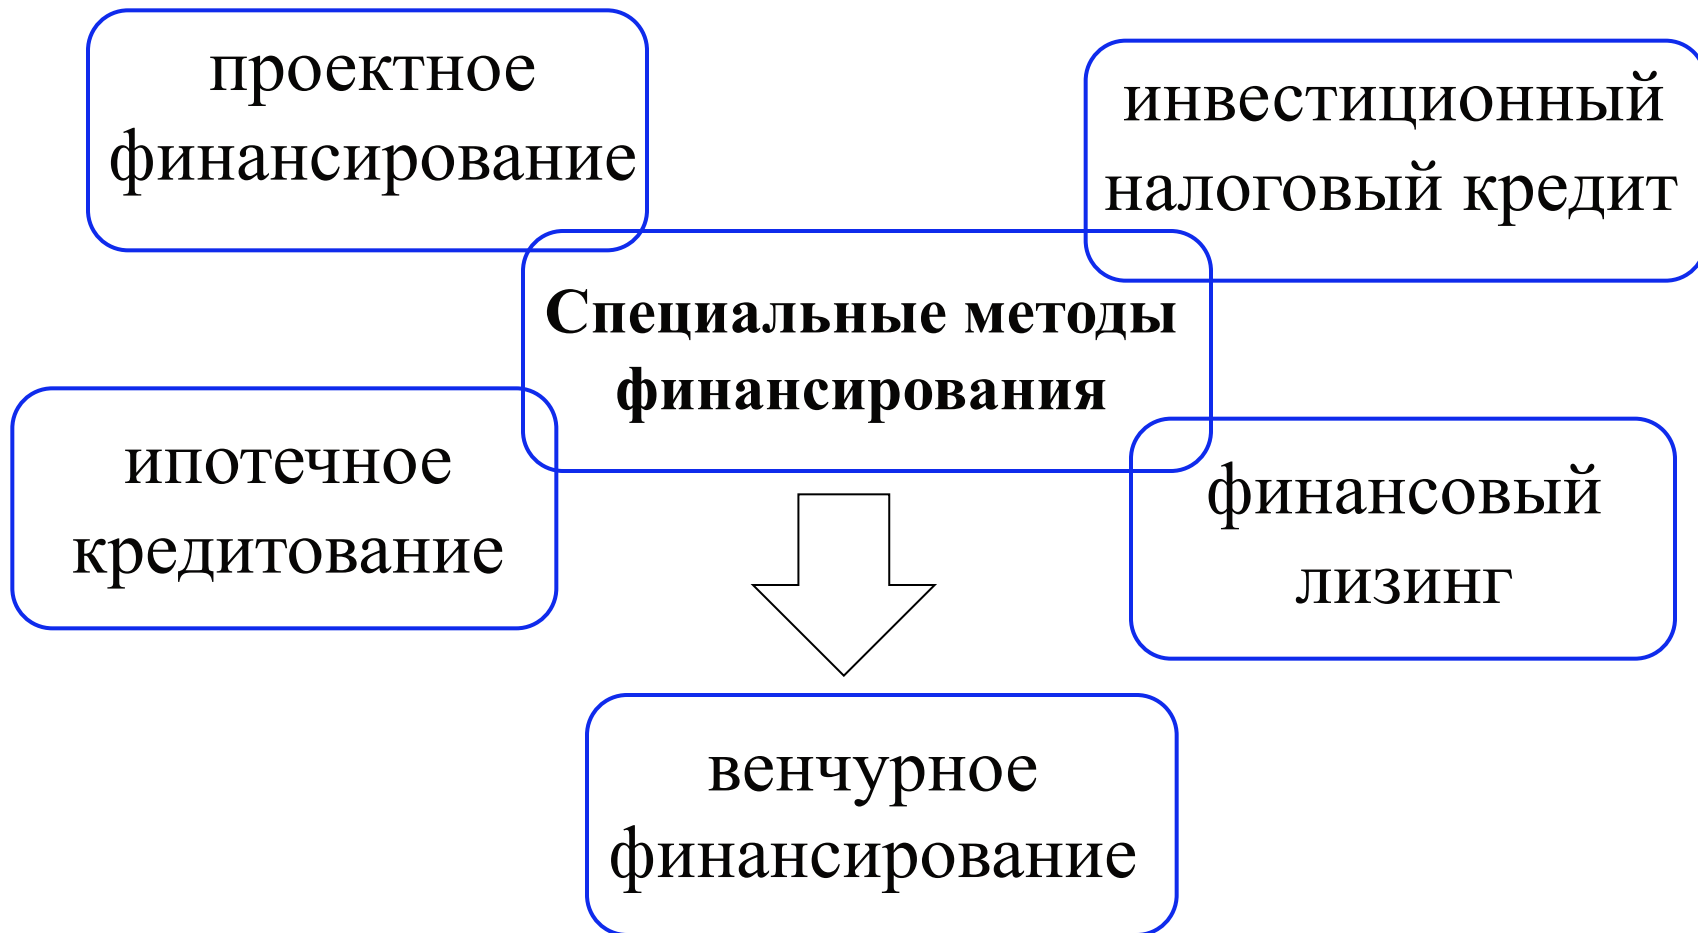 проектное
финансирование
инвестиционный
налоговый кредит
Специальные методы
финансирования
ипотечное
кредитование
финансовый
лизинг
венчурное
финансирование